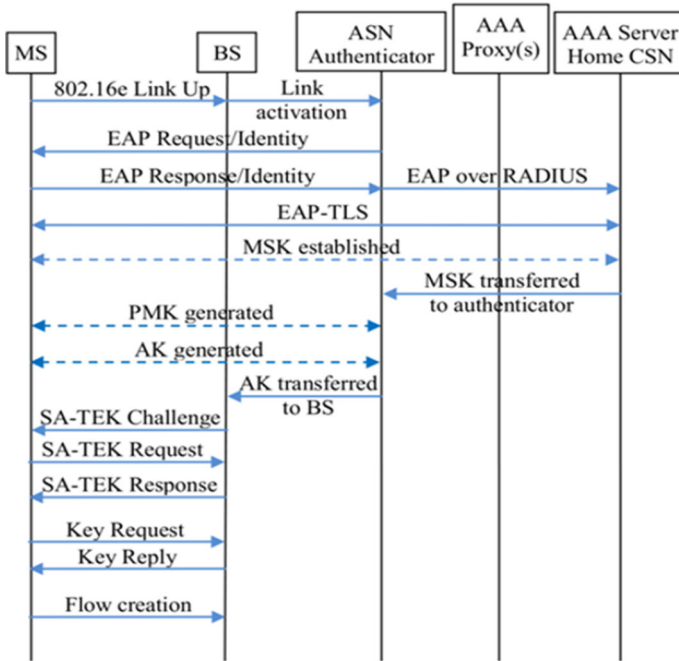 MS
BS
ASN
Authenticator
AAA
Proxy(s)
AAA Server
Home CSN
802.16e Link Up
Link
activation
EAP Request/Identity
EAP Response/Identity
EAP over RADIUS
EAP-TLS
MSK established
MSK transferred
to authenticator
PMK generated
AK generated
AK transferred
to BS
SA-TEK Challenge
SA-TEK Request
SA-TEK Response
Key Request
Key Reply
Flow creation